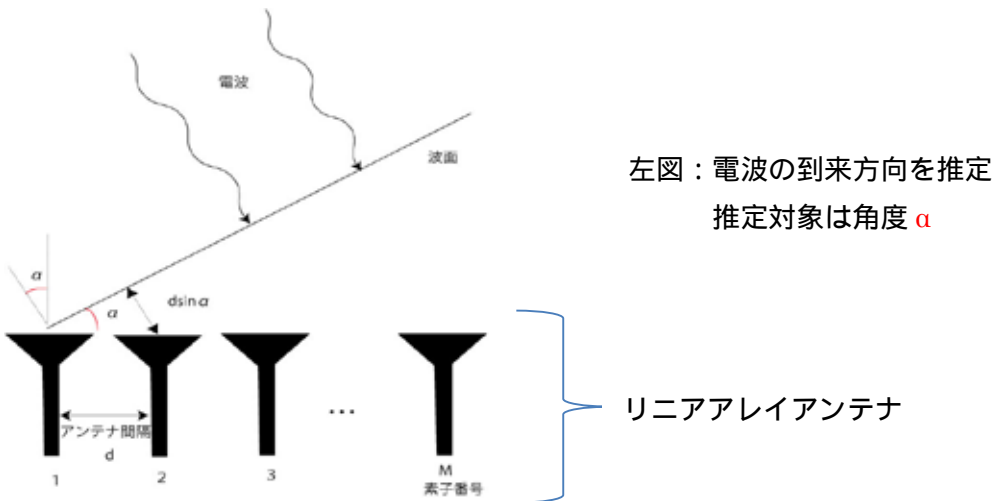 電波
波面
左図：電波の到来方向を推定
推定対象は角度 α
α
α
dsinα
リニアアレイアンテナ
アンテナ間隔
d
…
1
2
3
M
素子番号